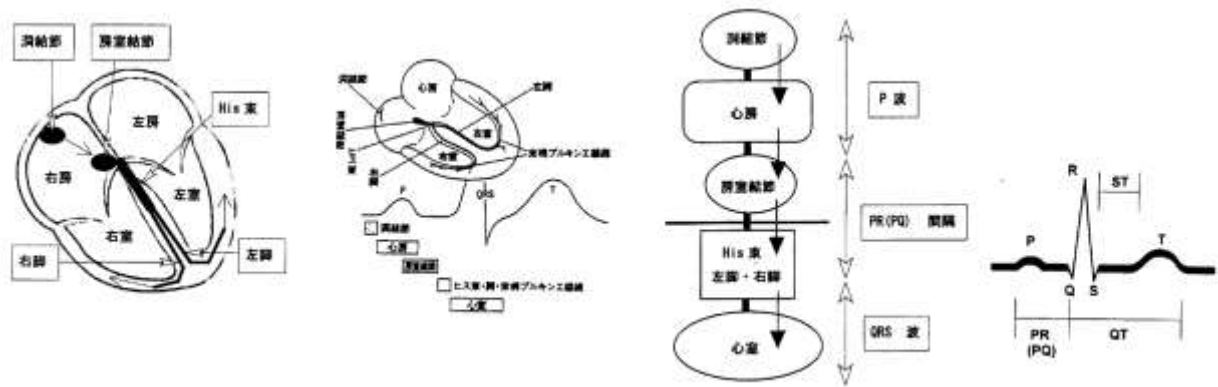 洞結節
房室結節
His 束
左房
右房
左室
右室
右脚
左脚
洞結節
心房
左脚
左室
右室
右脚
ヒス束
末梢プルキンエ線維
P
QRS
T
洞結節
心房
房室結節
ヒス束・脚・末梢プルキンエ線維
心室
洞結節
心房
房室結節
His 束
左脚・右脚
心室
P 波
PR(PQ) 間隔
QRS 波
R
ST
P
T
Q
S
PR
(PQ)
QT